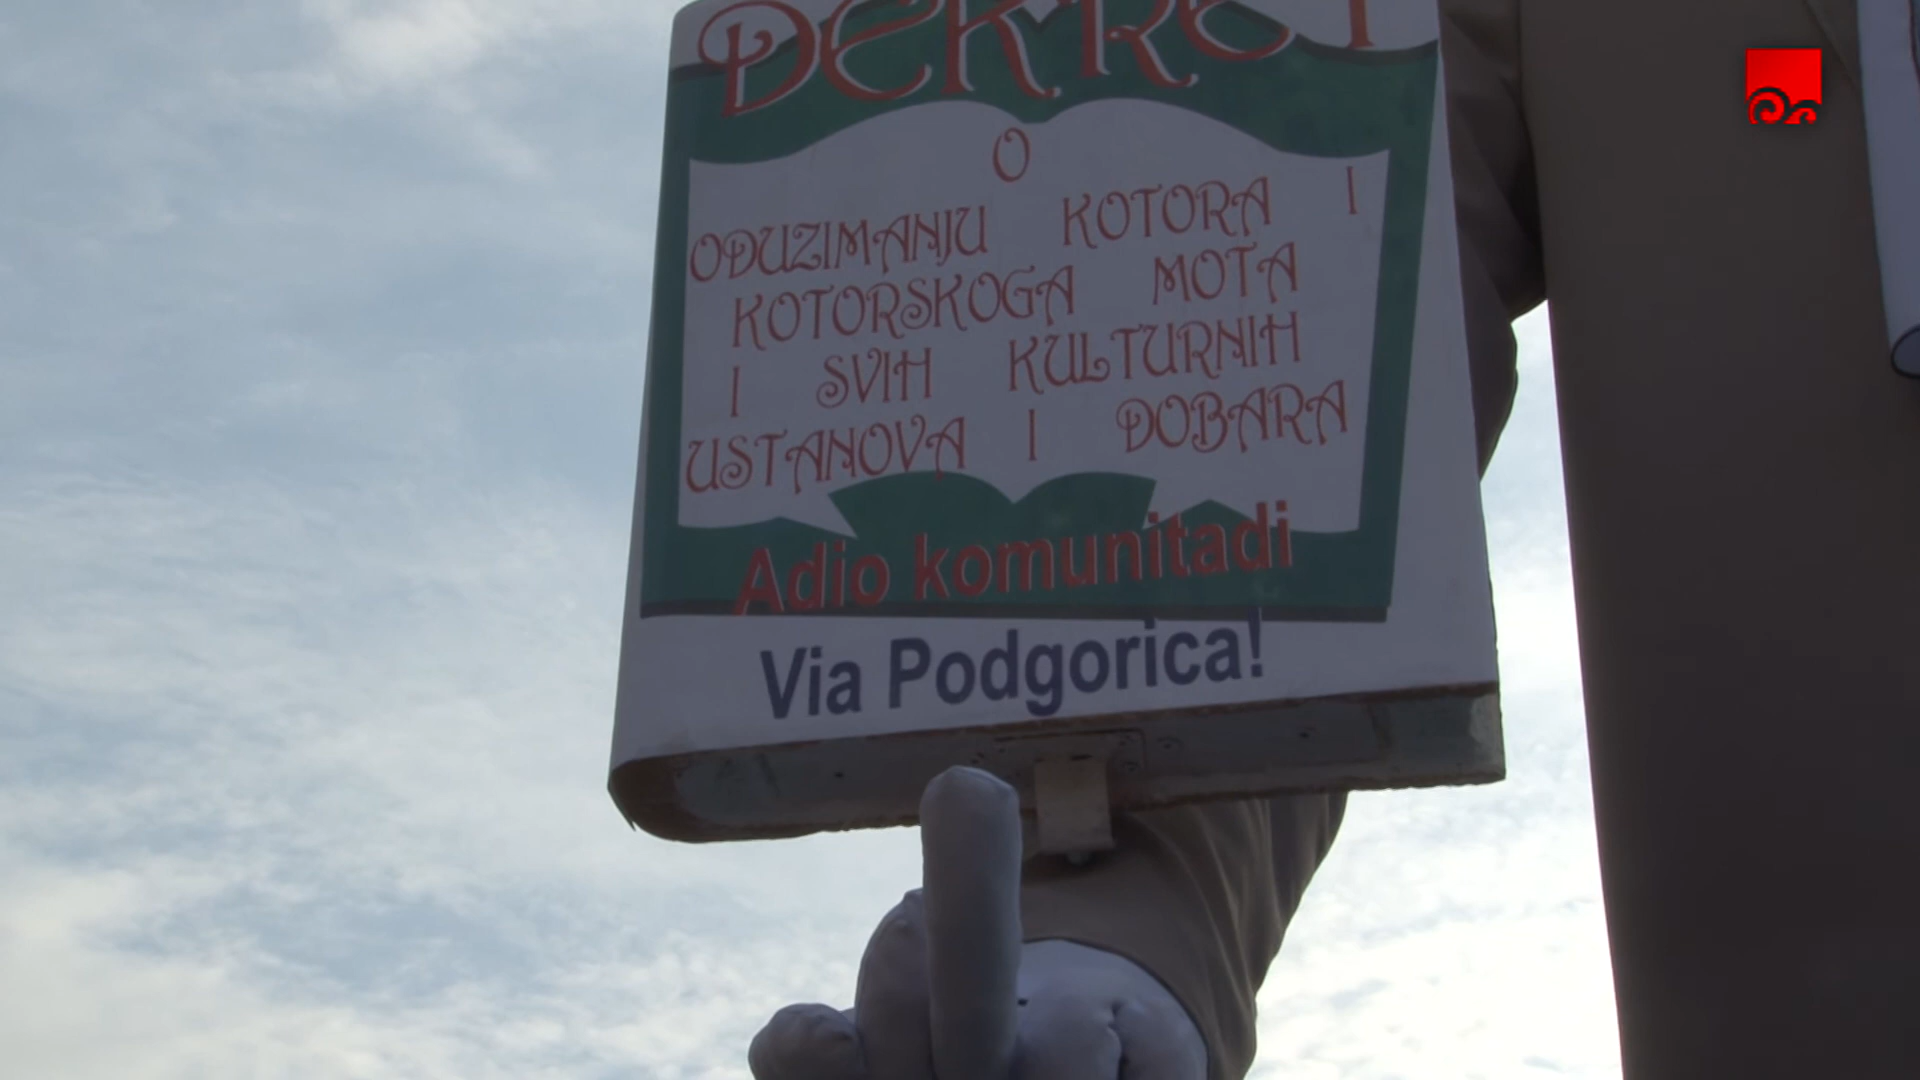 DEKRET
O
ODUZIMANJU KOTORA I
KOTORSKOGA MOTA
I SVIH KULTURNIH
USTANOVA I DOBARA
Adio komunitadi
Via Podgorica!